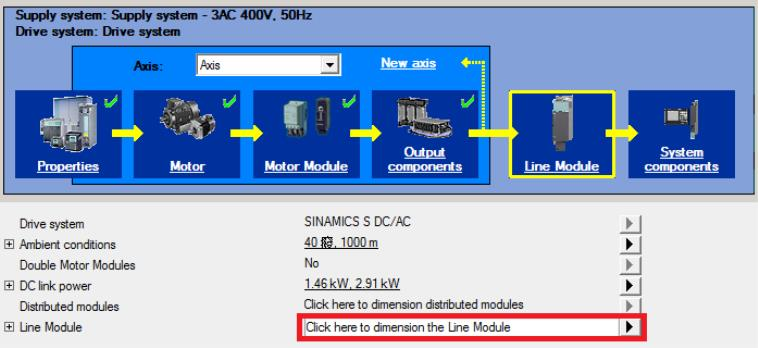 Supply system: Supply system - 3AC 400V, 50Hz
Drive system: Drive system
Axis: Axis New axis
Properties
Motor
Motor Module
Output components
Line Module
System components
Drive system SINAMICS S DC/AC
Ambient conditions 40 , 1000 m
Double Motor Modules No
DC link power 1.46 kW, 2.91 kW
Distributed modules Click here to dimension distributed modules
Line Module Click here to dimension the Line Module